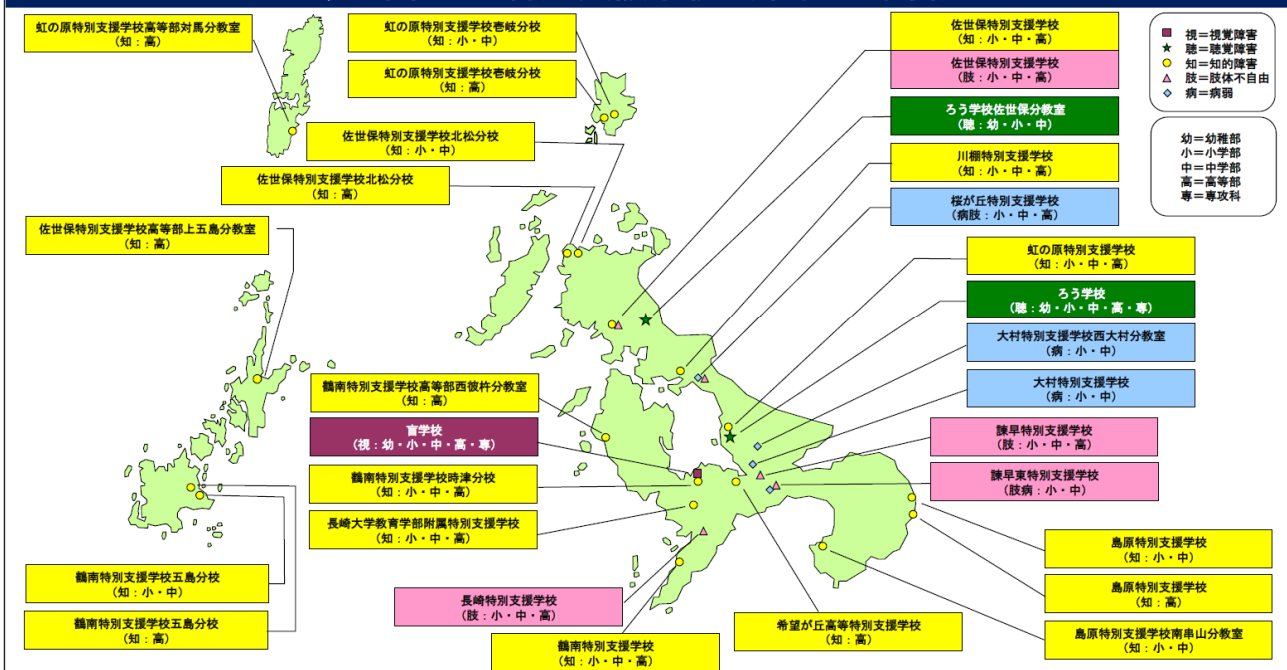 虹の原特別支援学校高等部対馬分教室
(知：高)
虹の原特別支援学校壱岐分校
(知：小・中)
虹の原特別支援学校壱岐分校
(知：高)
佐世保特別支援学校北松分校
(知：小・中)
佐世保特別支援学校北松分校
(知：高)
佐世保特別支援学校高等部上五島分教室
(知：高)
佐世保特別支援学校
(知：小・中・高)
佐世保特別支援学校
(肢：小・中・高)
ろう学校佐世保分教室
(聴：幼・小・中)
川棚特別支援学校
(知：小・中・高)
桜が丘特別支援学校
(病肢：小・中・高)
視＝視覚障害
聴＝聴覚障害
知＝知的障害
肢＝肢体不自由
病＝病弱
幼＝幼稚部
小＝小学部
中＝中学部
高＝高等部
専＝専攻科
虹の原特別支援学校
(知：小・中・高)
ろう学校
(聴：幼・小・中・高・専)
大村特別支援学校西大村分教室
(病：小・中)
大村特別支援学校
(病：小・中)
諫早特別支援学校
(肢：小・中・高)
諫早東特別支援学校
(肢病：小・中)
鶴南特別支援学校高等部西彼杵分教室
(知：高)
盲学校
(視：幼・小・中・高・専)
鶴南特別支援学校時津分校
(知：小・中・高)
長崎大学教育学部附属特別支援学校
(知：小・中・高)
鶴南特別支援学校五島分校
(知：小・中)
鶴南特別支援学校五島分校
(知：高)
長崎特別支援学校
(肢：小・中・高)
鶴南特別支援学校
(知：小・中・高)
希望が丘高等特別支援学校
(知：高)
島原特別支援学校
(知：小・中)
島原特別支援学校
(知：高)
島原特別支援学校南串山分教室
(知：小・中)